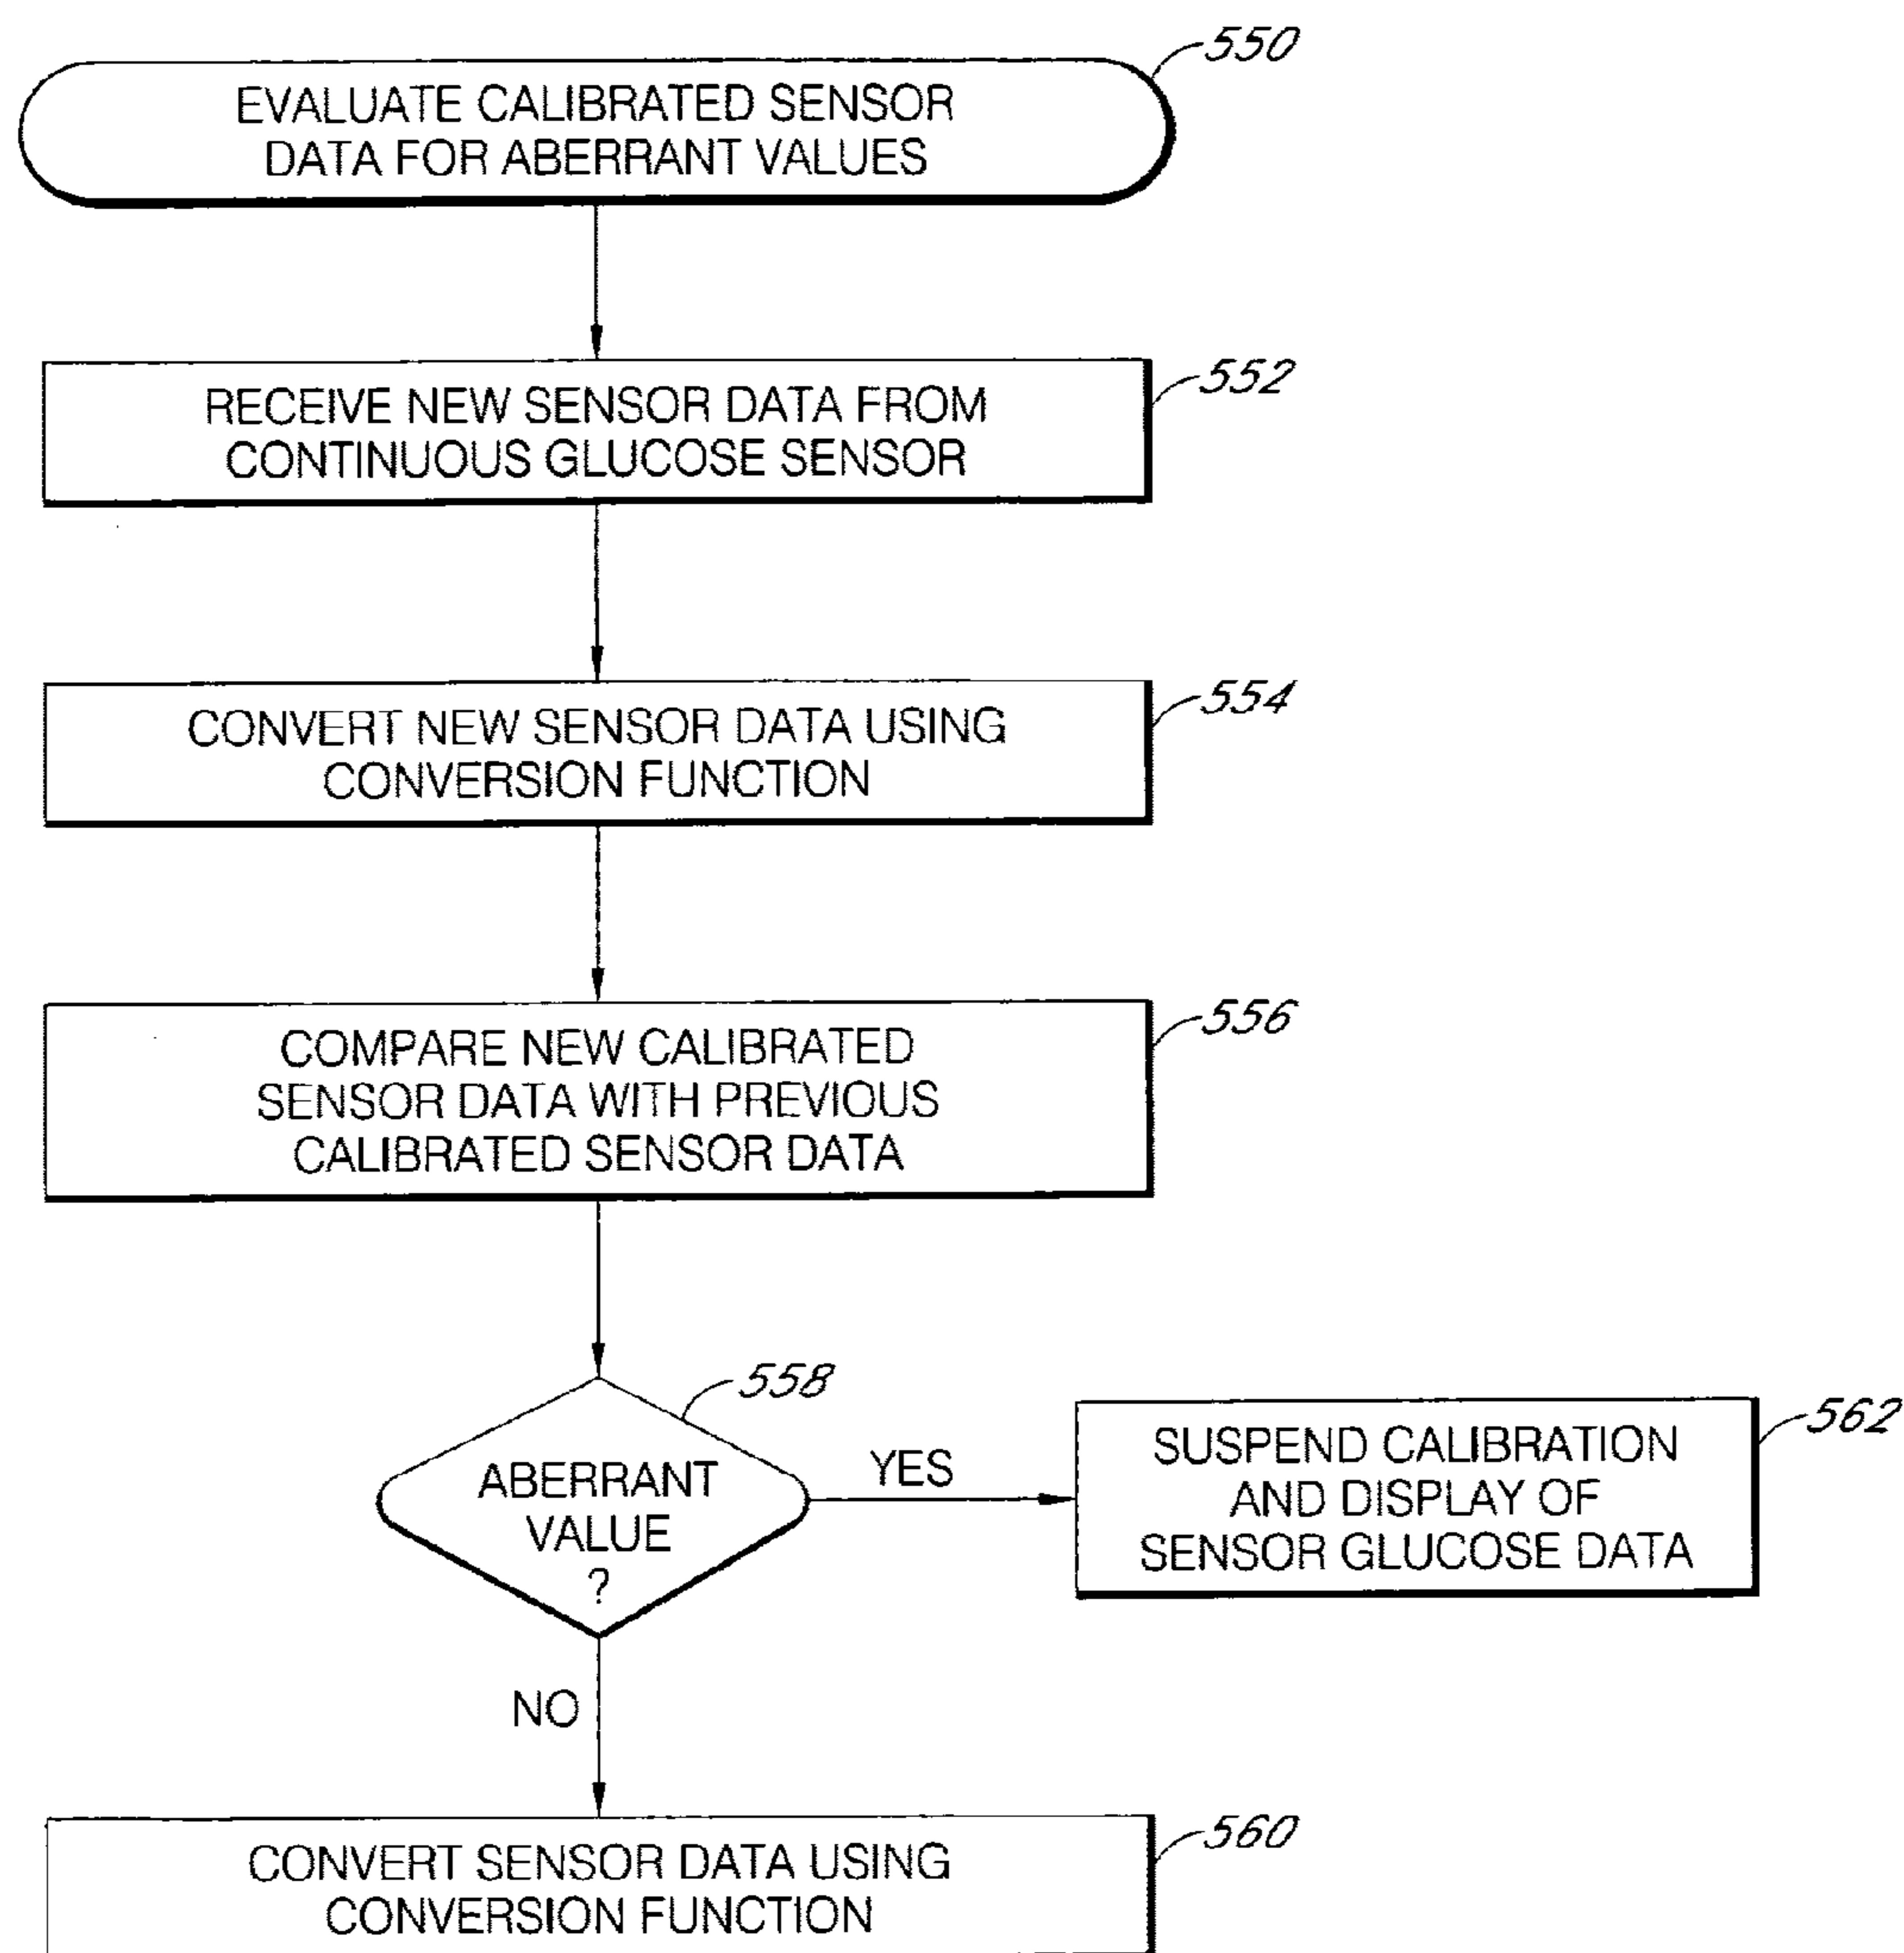 550
EVALUATE CALIBRATED SENSOR
DATA FOR ABERRANT VALUES
552
RECEIVE NEW SENSOR DATA FROM
CONTINUOUS GLUCOSE SENSOR
554
CONVERT NEW SENSOR DATA USING
CONVERSION FUNCTION
556
COMPARE NEW CALIBRATED
SENSOR DATA WITH PREVIOUS
CALIBRATED SENSOR DATA
558
ABERRANT
VALUE
?
YES
562
SUSPEND CALIBRATION
AND DISPLAY OF
SENSOR GLUCOSE DATA
NO
560
CONVERT SENSOR DATA USING
CONVERSION FUNCTION